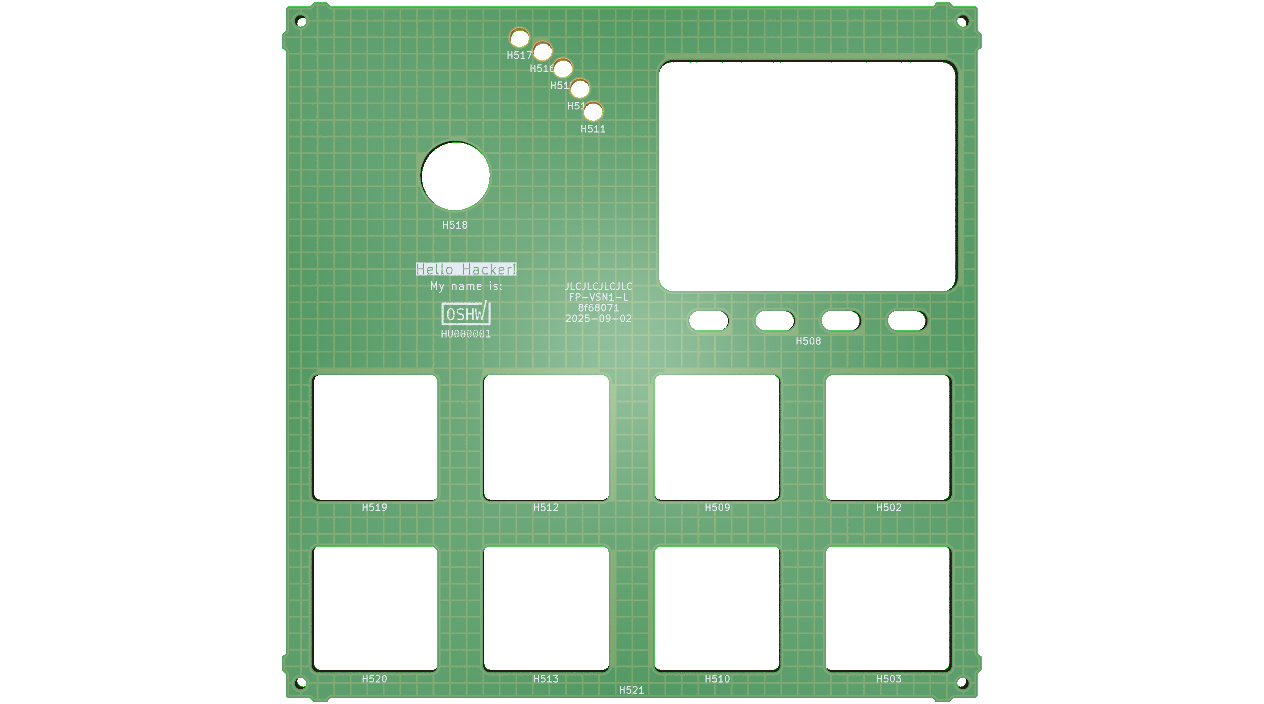 H517
H516
H511
H518
Hello Hacker!
My name is:
OSHW
HU000001
JLCJLCJLCJLC
FP-VSN1-L
8f68071
2025-09-02
H508
H519
H512
H509
H502
H520
H513
H510
H503
H521